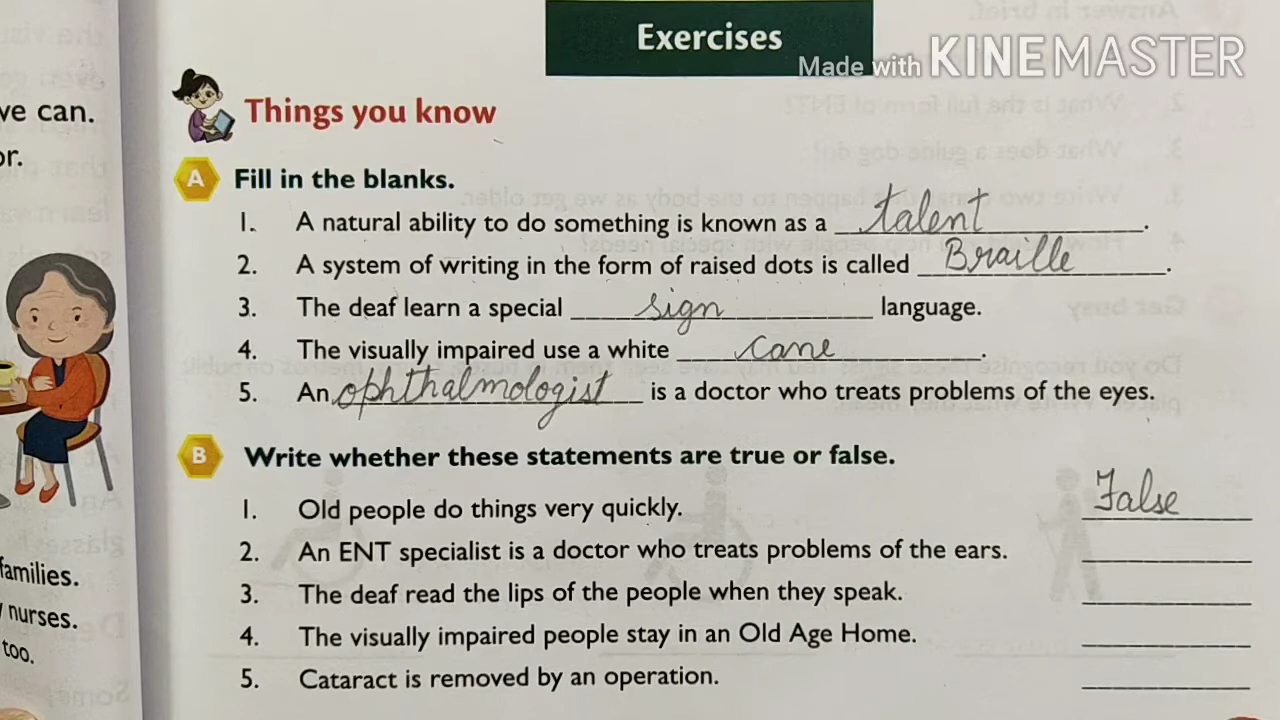 Exercises
Made with KINEMASTER
ve can.
or.
Things you know
A Fill in the blanks.
1. A natural ability to do something is known as a talent.
2. A system of writing in the form of raised dots is called Braille.
3. The deaf learn a special sign language.
4. The visually impaired use a white cane.
5. An ophthalmologist is a doctor who treats problems of the eyes.
B Write whether these statements are true or false.
1. Old people do things very quickly. False
2. An ENT specialist is a doctor who treats problems of the ears.
3. The deaf read the lips of the people when they speak.
4. The visually impaired people stay in an Old Age Home.
5. Cataract is removed by an operation.
families.
nurses.
too.